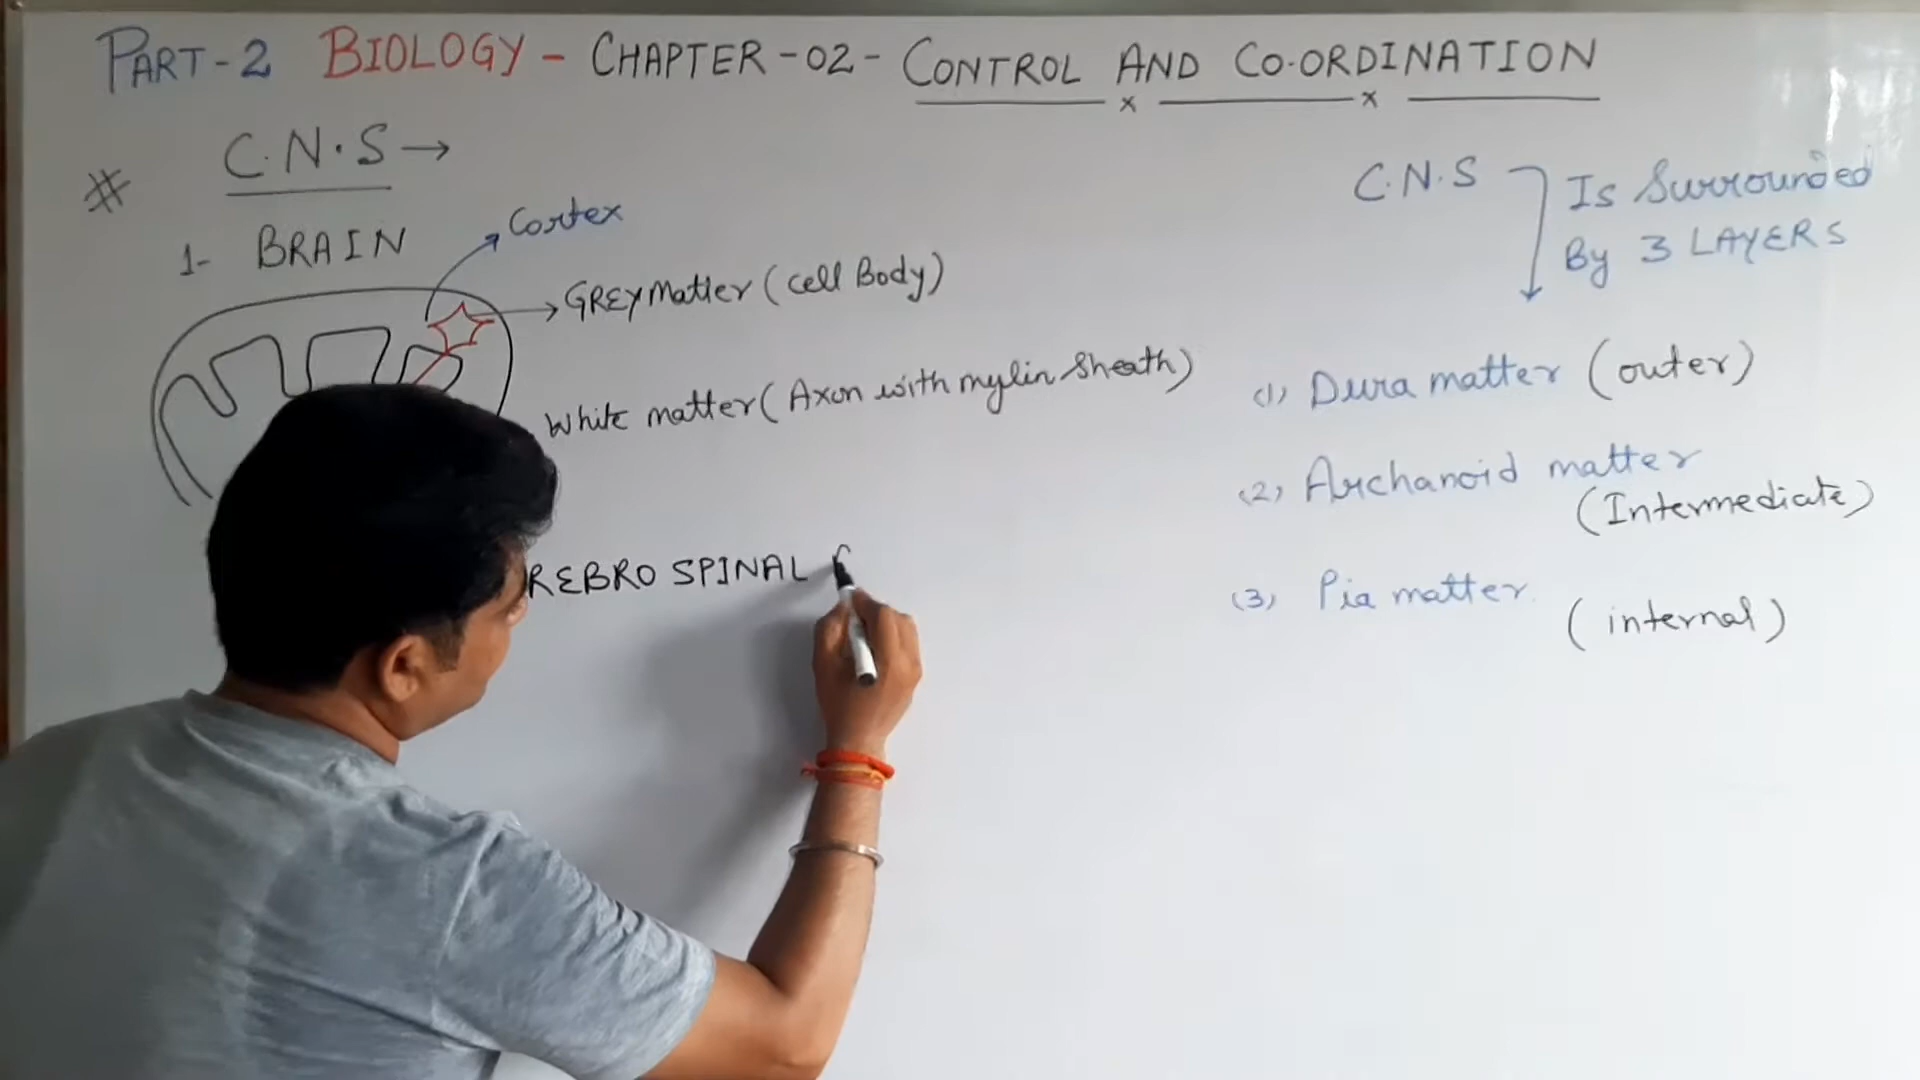 PART-2 BIOLOGY - CHAPTER-02- CONTROL AND CO-ORDINATION
# C.N.S →
1- BRAIN
Cortex
GREY Matter (cell Body)
White matter (Axon with mylin Sheath)
REBRO SPINAL
C.N.S Is Surrounded
By 3 LAYERS
(1) Dura matter (outer)
(2) Archanoid matter
(Intermediate)
(3) Pia matter.
(internal)